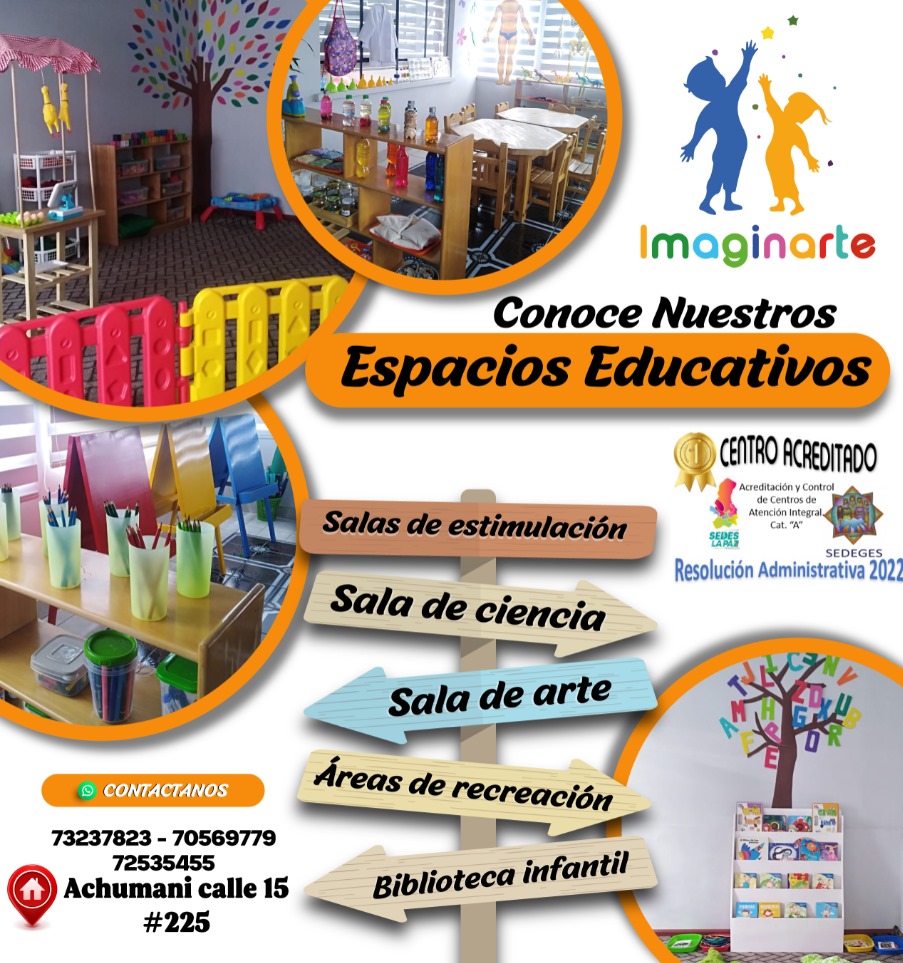 Imaginarte
Conoce Nuestros
Espacios Educativos
CENTRO ACREDITADO
Acreditación y Control
de Centros de
Atención Integral
Cat. "A"
SEDES
LA PAZ
SEDEGES
Resolución Administrativa 2022
Salas de estimulación
Sala de ciencia
Sala de arte
Áreas de recreación
Biblioteca infantil
CONTACTANOS
73237823 - 70569779
72535455
Achumani calle 15
#225